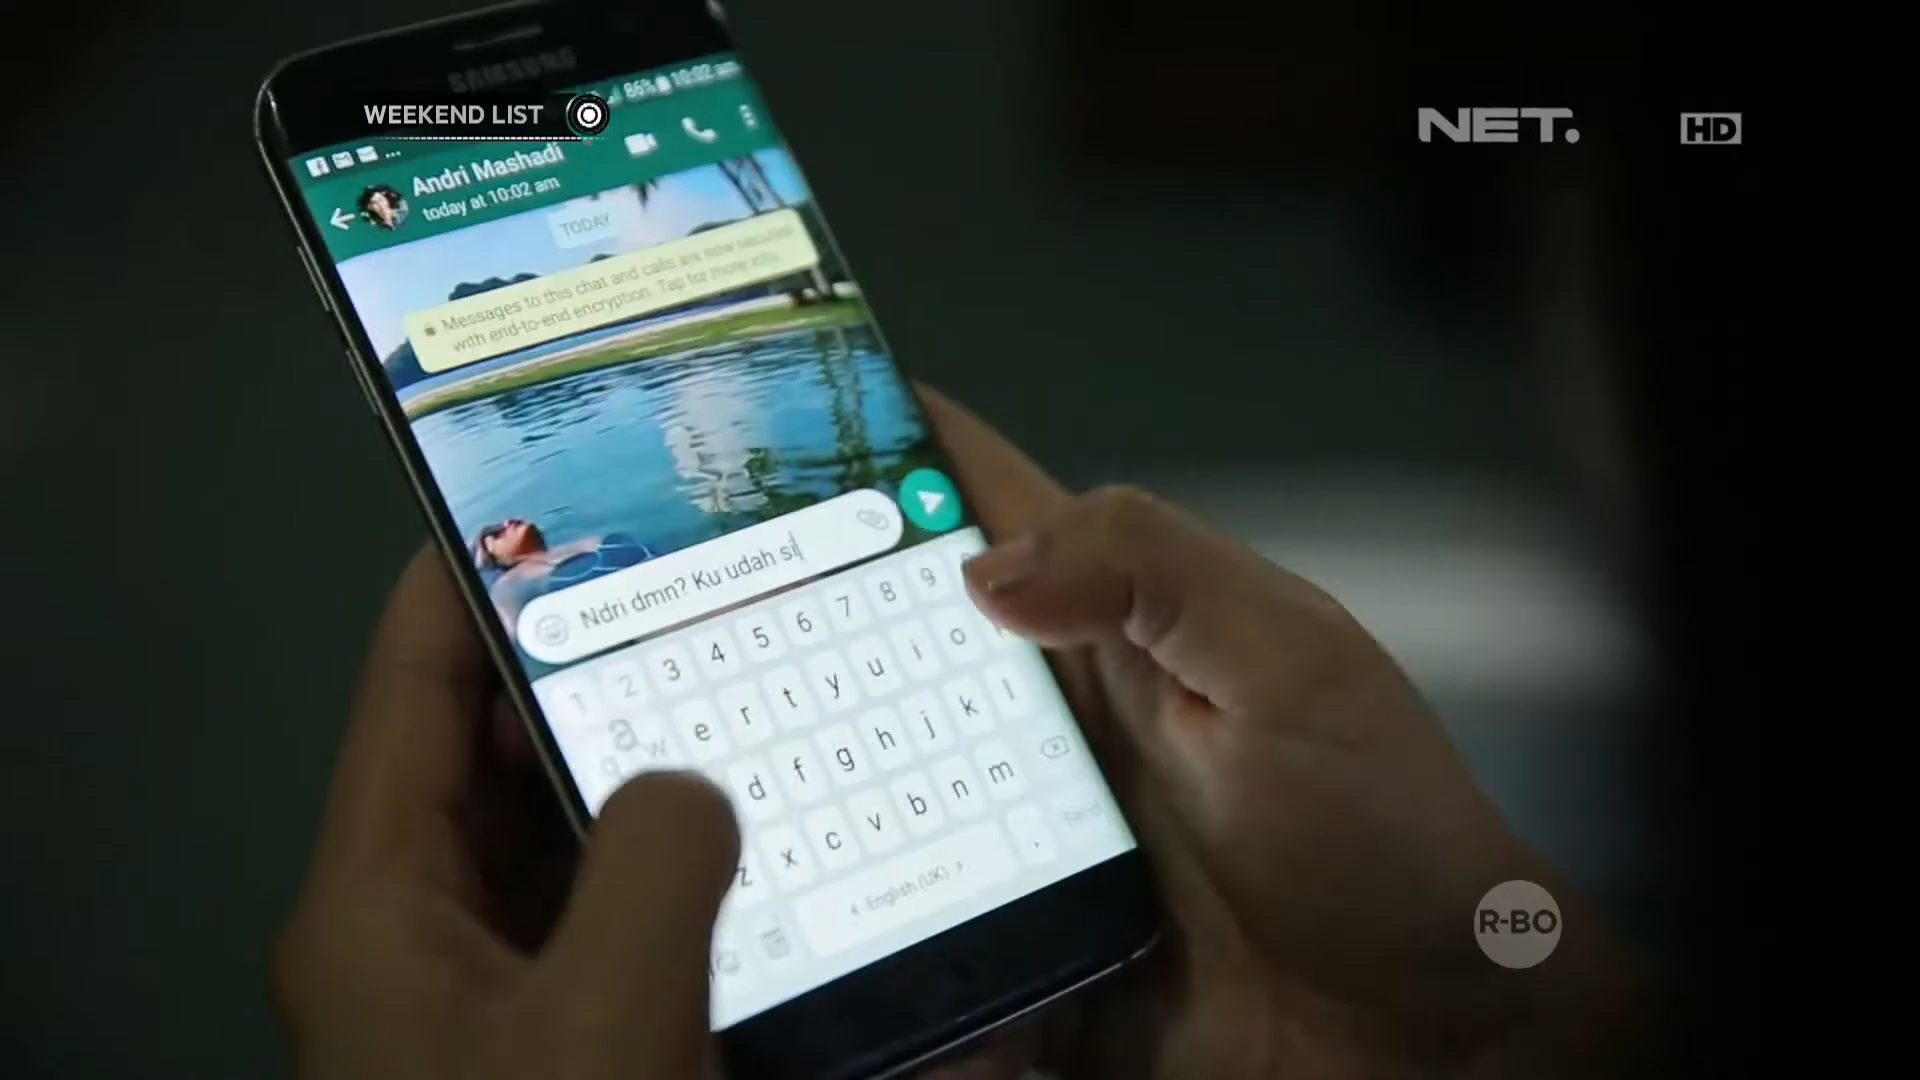 SAMSUNG
86% 10:02 am
WEEKEND LIST
NET.
HD
Andri Mashadi
today at 10:02 am
TODAY
Messages to this chat and calls are now secured
with end-to-end encryption. Tap for more info.
Ndri dmn? Ku udah si
1 2 3 4 5 6 7 8 9
a w e r t y u i o
d f g h j k l
z x c v b n m
English (UK) .
Send
R-BO